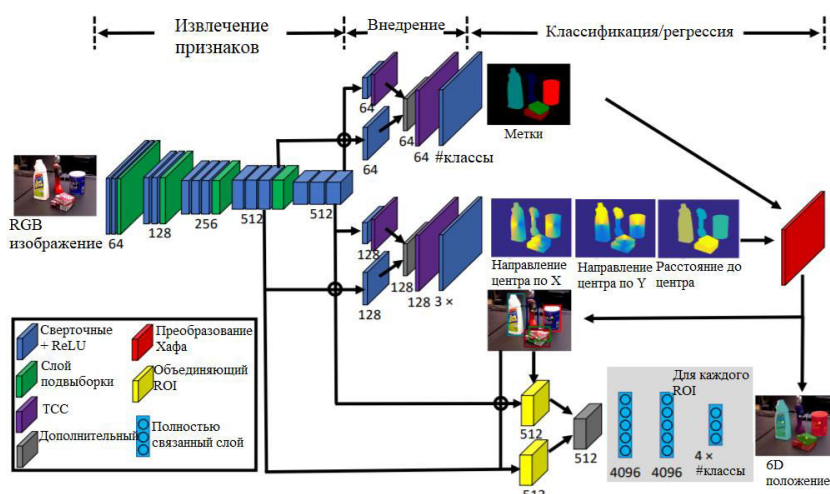 Извлечение
признаков
Внедрение
Классификация/регрессия
64
64
64
64
#классы
Метки
RGB
изображение
64
128
256
512
512
128
128
128
128
3 ×
Направление
центра по X
Направление
центра по Y
Расстояние до
центра
Сверточные
+ ReLU
Преобразование
Хафа
Слой
подвыборки
Объединяющий
ROI
ТСС
Дополнительный
Полностью
связанный слой
512
512
512
Для каждого
ROI
4096
4096
4 ×
#классы
6D
положение